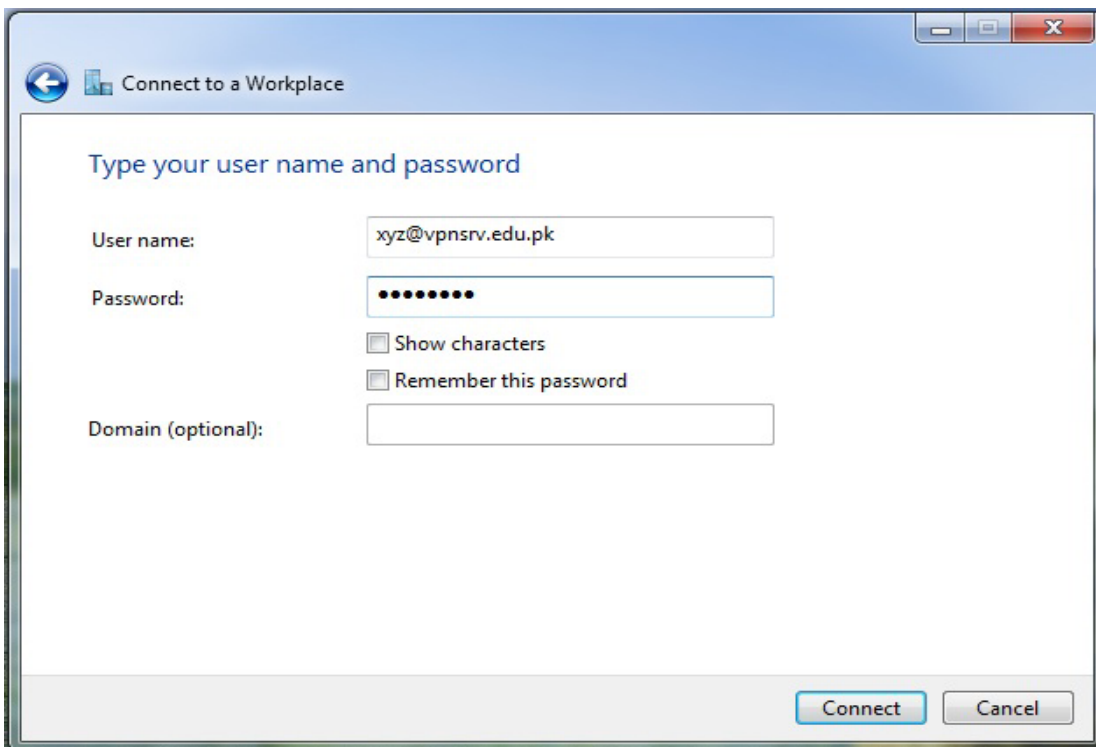 Connect to a Workplace
Type your user name and password
User name: xyz@vpnsrv.edu.pk
Password: ••••••••
Show characters
Remember this password
Domain (optional):
Connect Cancel